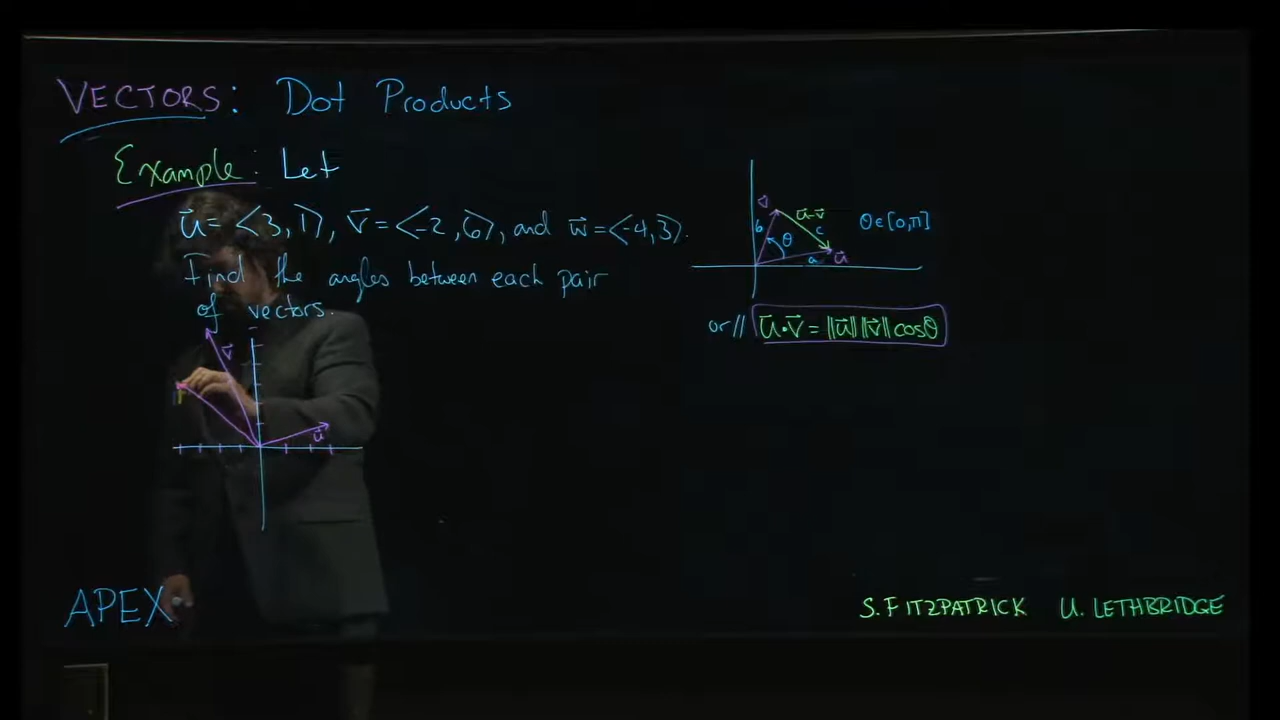 VECTORS: Dot Products
Example: Let
u⃗ = <3,1>, v⃗ = <-2,6>, and w⃗ = <-4,3>.
Find the angles between each pair
of vectors.
v⃗
u⃗
v⃗
u⃗-v⃗
b
θ
c
a
u⃗
θ∈[0,π]
or// u⃗·v⃗ = ||u⃗|| ||v⃗|| cosθ
APEX
S. FITZPATRICK U. LETHBRIDGE